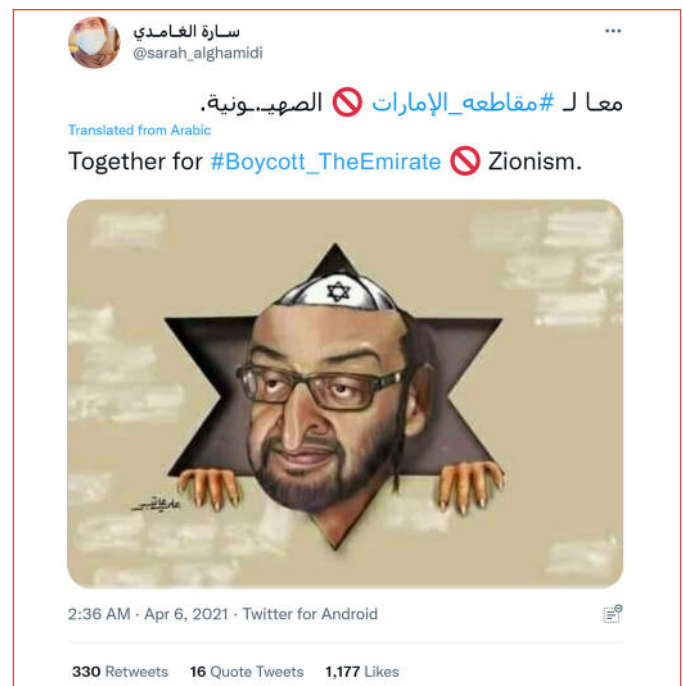 سـارة الغـامـدي
@sarah_alghamidi
معـا لـ #مقاطعه_الإمارات 🚫 الصهيـ.ـونية.
Translated from Arabic
Together for #Boycott_TheEmirate 🚫 Zionism.
2:36 AM · Apr 6, 2021 · Twitter for Android
330 Retweets 16 Quote Tweets 1,177 Likes